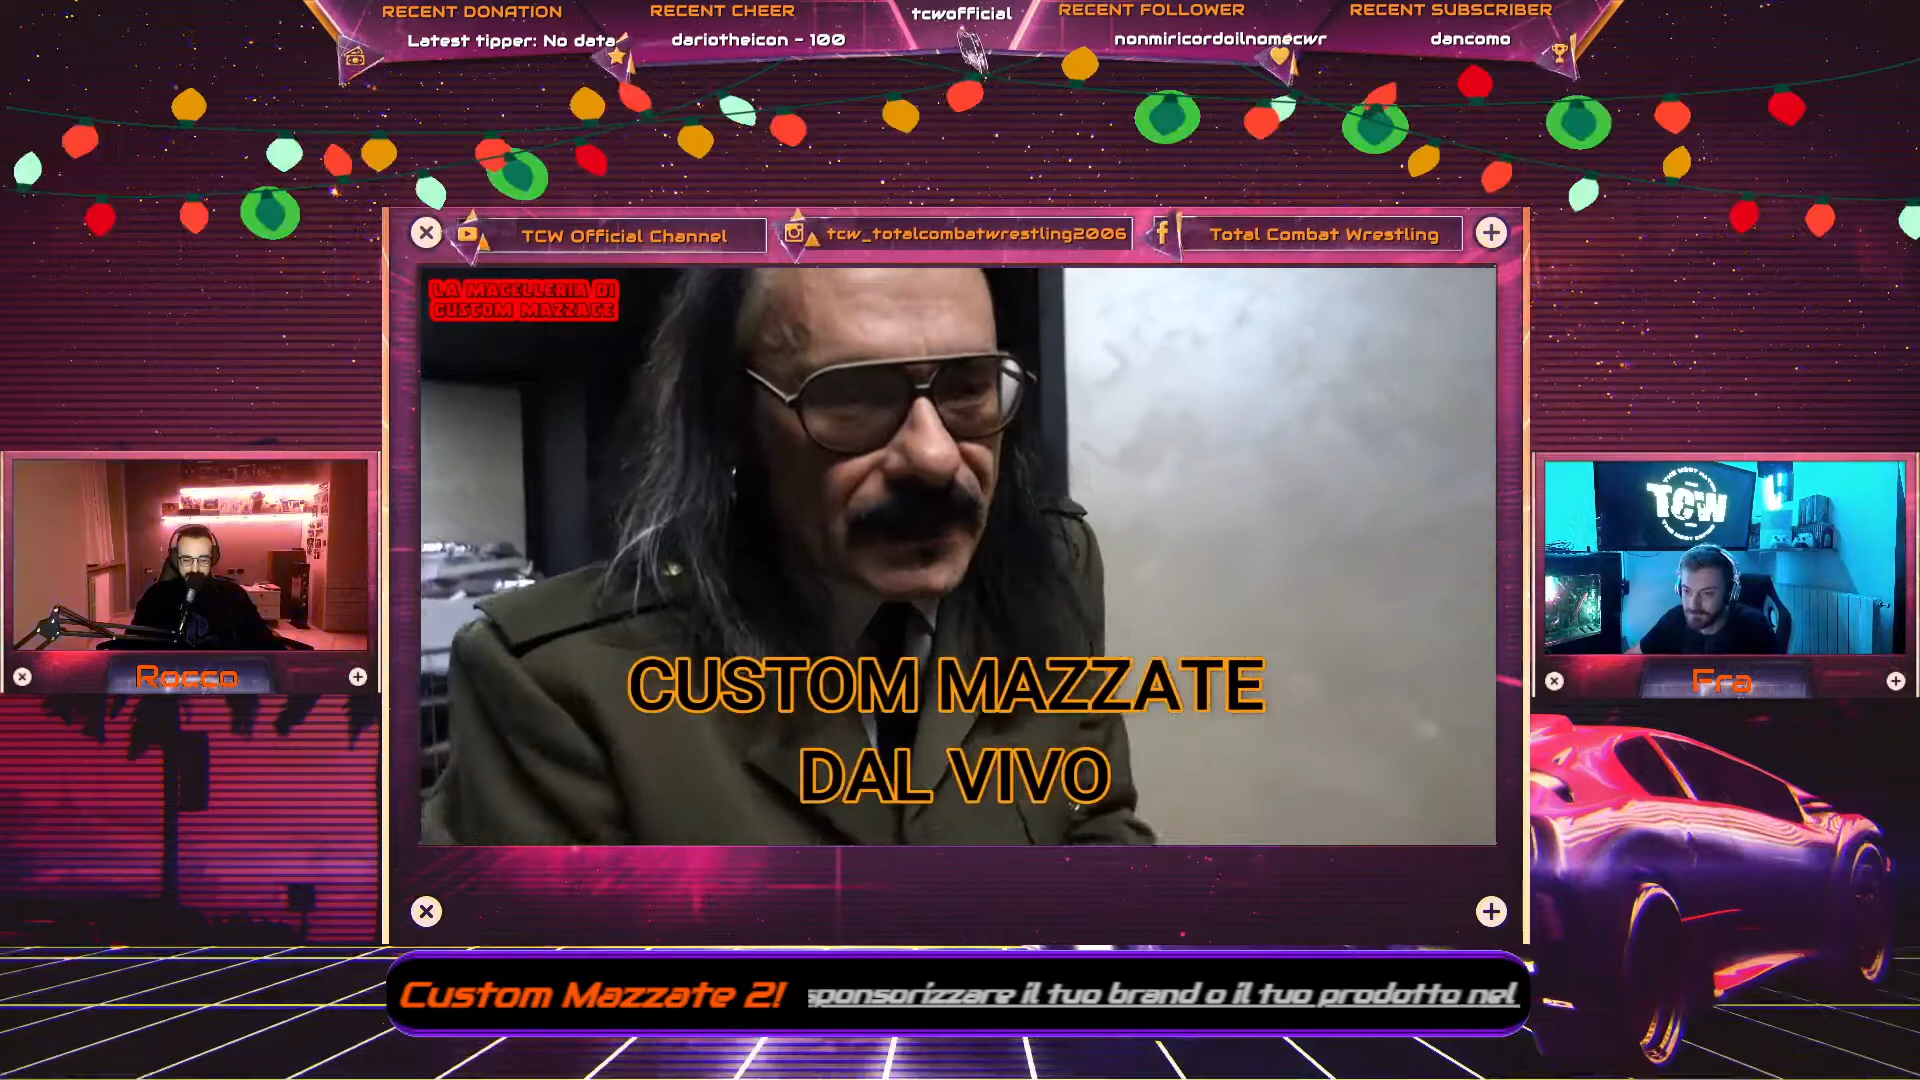 RECENT DONATION
Latest tipper: No data
RECENT CHEER
dariotheicon - 100
tcwofficial
RECENT FOLLOWER
nonmiricordoilnomecwr
RECENT SUBSCRIBER
dancomo
TCW Official Channel
tcw_totalcombatwrestling2006
Total Combat Wrestling
LA MACELLERIA DI
CUSTOM MAZZATE
CUSTOM MAZZATE
DAL VIVO
TCW
Rocco
Fra
Custom Mazzate 2!
sponsorizzare il tuo brand o il tuo prodotto nel